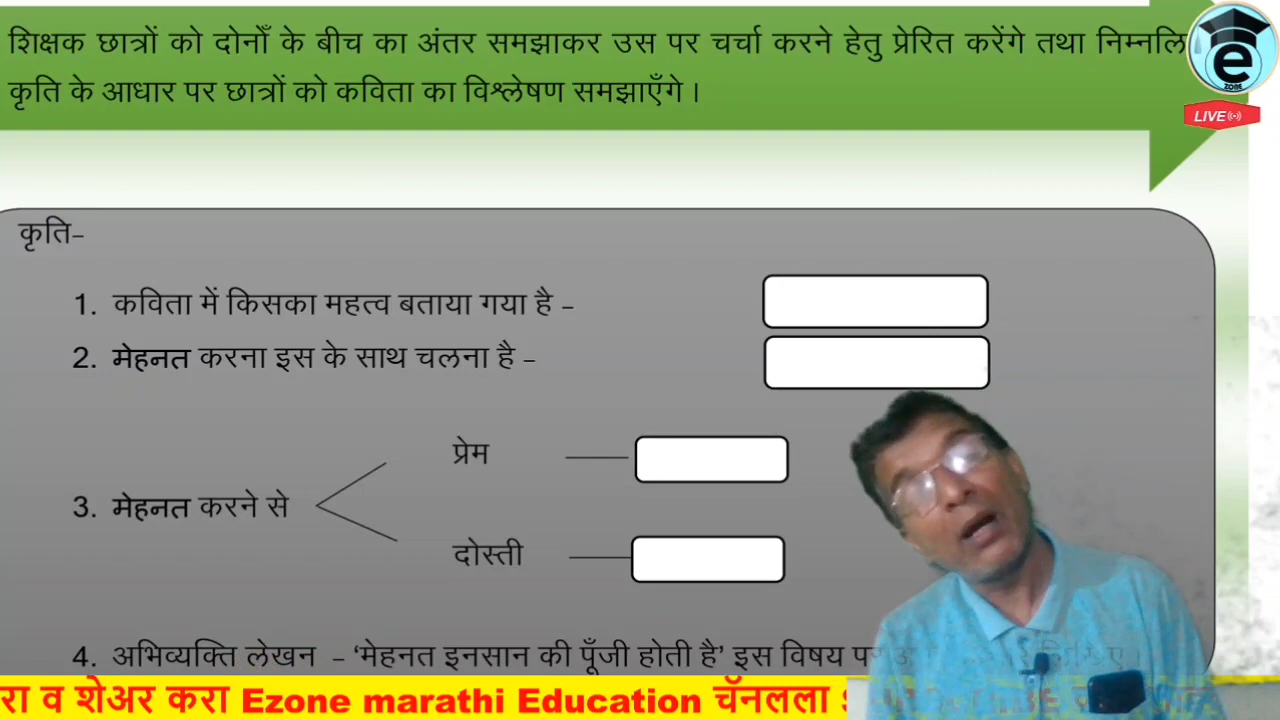 शिक्षक छात्रों को दोनोँ के बीच का अंतर समझाकर उस पर चर्चा करने हेतु प्रेरित करेंगे तथा
कृति के आधार पर छात्रों को कविता का विश्लेषण समझाएँगे ।
e
ZOBE
LIVE
कृति–
1. कविता में किसका महत्व बताया गया है –
2. मेहनत करना इस के साथ चलना है –
प्रेम
3. मेहनत करने से
दोस्ती
4. अभिव्यक्ति लेखन – ‘मेहनत इनसान की पूँजी होती है’ इस विषय
व शेअर करा Ezone marathi Education चॅनलला